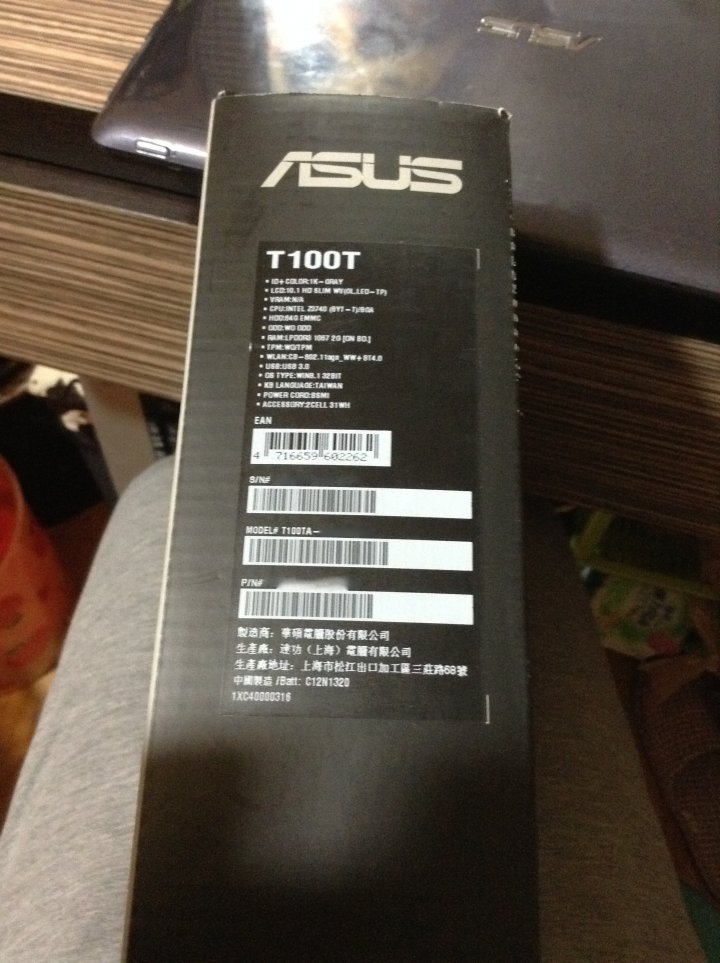 ASUS
T100T
• ID+COLOR:1K-GRAY
• LCD:10.1 HD SLIM WV(GL,LED-TP)
• VRAM:N/A
• CPU:INTEL Z3740 (BYT-T)/BGA
• HDD:64G EMMC
• ODD:WO ODD
• RAM:LPDDR3 1067 2G [ON BD.]
• TPM:WO/TPM
• WLAN:CB-802.11agn_WW+BT4.0
• USB:USB 3.0
• OS TYPE:WIN8.1 32BIT
• KB LANGUAGE:TAIWAN
• POWER CORD:BSMI
• ACCESSORY:2CELL 31WH
EAN
4 716659 602262
S/N#
MODEL# T100TA-
P/N#
製造商：華碩電腦股份有限公司
生產廠：達功（上海）電腦有限公司
生產廠地址：上海市松江出口加工區三莊路68號
中國製造 /Batt: C12N1320
1XC40000316